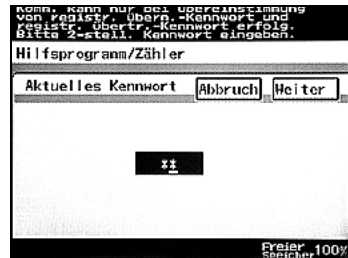 Komm. kann nur bei Übereinstimmung
von registr. Übern.-Kennwort und
registr. Übertr.-Kennwort erfolg.
Bitte 2-stell. Kennwort eingeben.
Hilfsprogramm/Zähler
Aktuelles Kennwort Abbruch Weiter
**
Freier
Speicher 100%